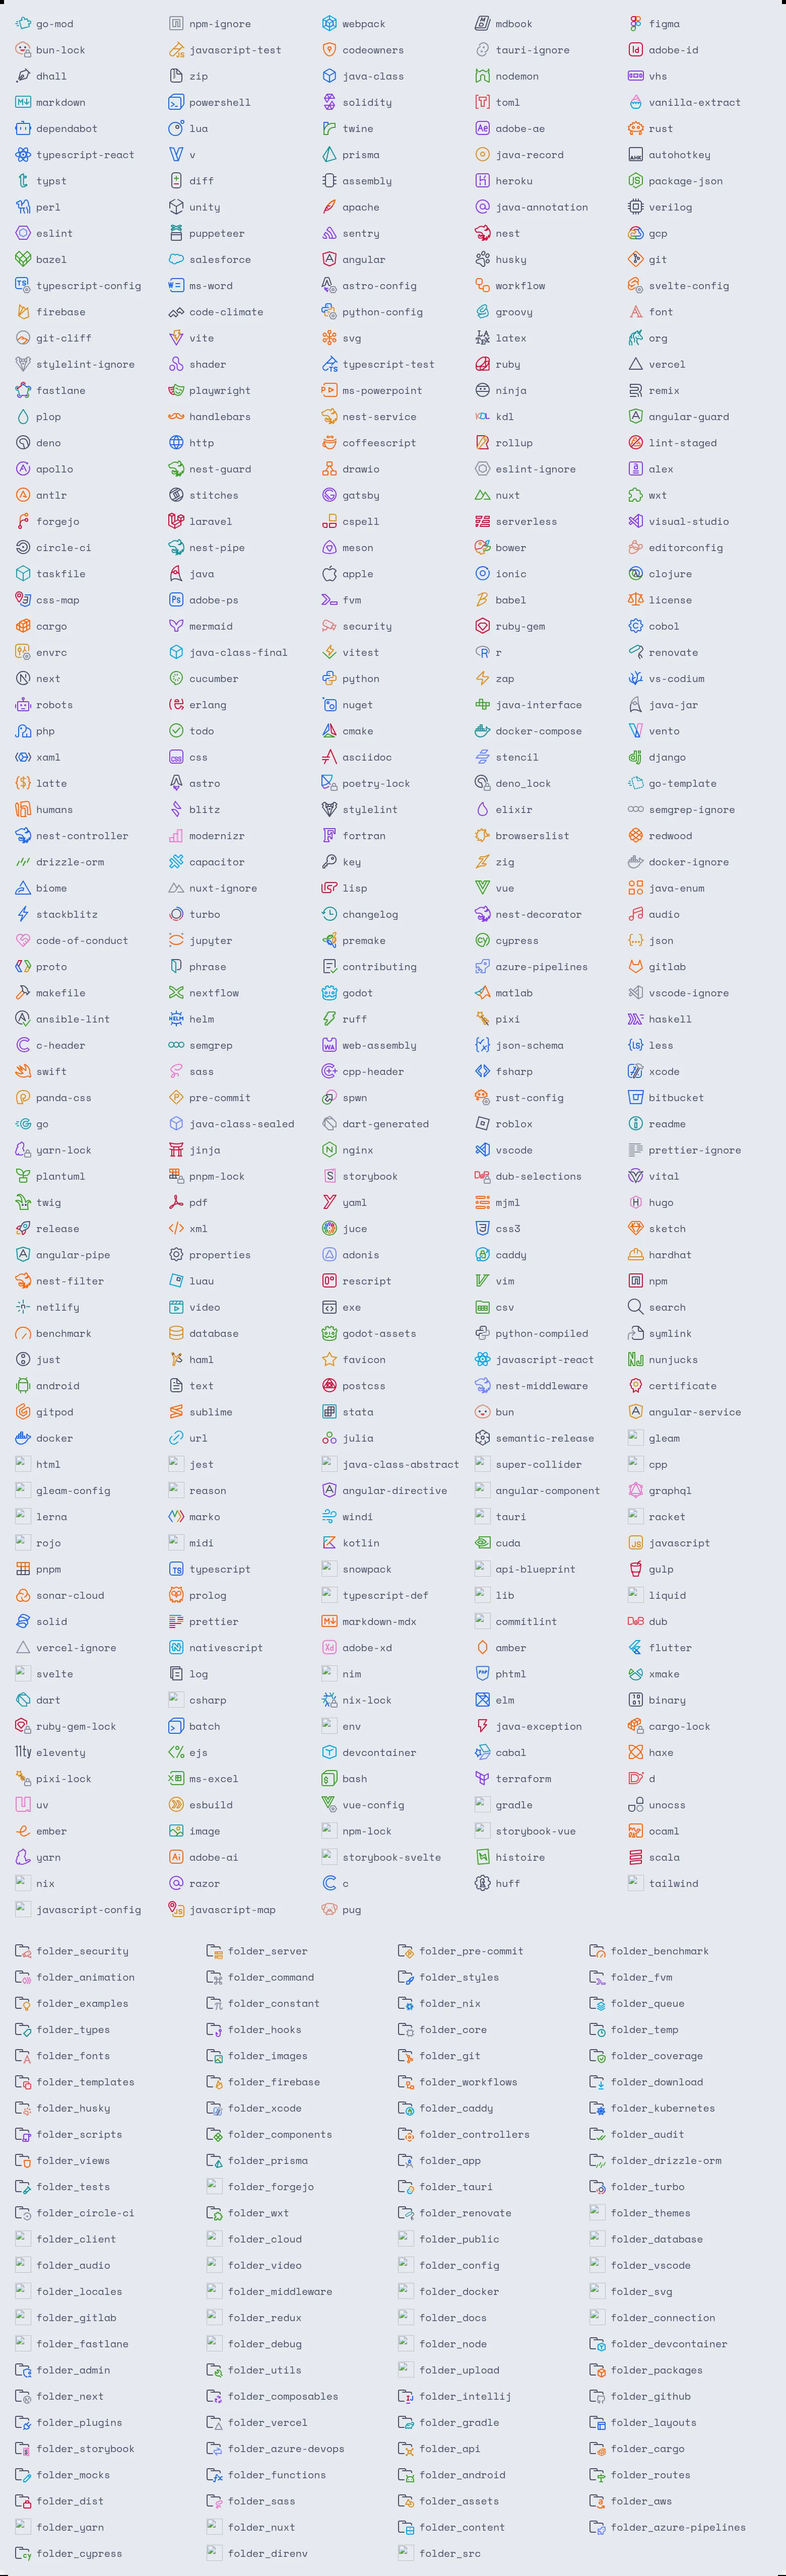 go-mod npm-ignore webpack mdbook figma
bun-lock javascript-test codeowners tauri-ignore adobe-id
dhall zip java-class nodemon vhs
markdown powershell solidity toml vanilla-extract
dependabot lua twine adobe-ae rust
typescript-react v prisma java-record autohotkey
typst diff assembly heroku package-json
perl unity apache java-annotation verilog
eslint puppeteer sentry nest gcp
bazel salesforce angular husky git
typescript-config ms-word astro-config workflow svelte-config
firebase code-climate python-config groovy font
git-cliff vite svg latex org
stylelint-ignore shader typescript-test ruby vercel
fastlane playwright ms-powerpoint ninja remix
plop handlebars nest-service kdl angular-guard
deno http coffeescript rollup lint-staged
apollo nest-guard drawio eslint-ignore alex
antlr stitches gatsby nuxt wxt
forgejo laravel cspell serverless visual-studio
circle-ci nest-pipe meson bower editorconfig
taskfile java apple ionic clojure
css-map adobe-ps fvm babel license
cargo mermaid security ruby-gem cobol
envrc java-class-final vitest r renovate
next cucumber python zap vs-codium
robots erlang nuget java-interface java-jar
php todo cmake docker-compose vento
xaml css asciidoc stencil django
latte astro poetry-lock deno_lock go-template
humans blitz stylelint elixir semgrep-ignore
nest-controller modernizr fortran browserslist redwood
drizzle-orm capacitor key zig docker-ignore
biome nuxt-ignore lisp vue java-enum
stackblitz turbo changelog nest-decorator audio
code-of-conduct jupyter premake cypress json
proto phrase contributing azure-pipelines gitlab
makefile nextflow godot matlab vscode-ignore
ansible-lint helm ruff pixi haskell
c-header semgrep web-assembly json-schema less
swift sass cpp-header fsharp xcode
panda-css pre-commit spwn rust-config bitbucket
go java-class-sealed dart-generated roblox readme
yarn-lock jinja nginx vscode prettier-ignore
plantuml pnpm-lock storybook dub-selections vital
twig pdf yaml mjml hugo
release xml juce css3 sketch
angular-pipe properties adonis caddy hardhat
nest-filter luau rescript vim npm
netlify video exe csv search
benchmark database godot-assets python-compiled symlink
just haml favicon javascript-react nunjucks
android text postcss nest-middleware certificate
gitpod sublime stata bun angular-service
docker url julia semantic-release gleam
html jest java-class-abstract super-collider cpp
gleam-config reason angular-directive angular-component graphql
lerna marko windi tauri racket
rojo midi kotlin cuda javascript
pnpm typescript snowpack api-blueprint gulp
sonar-cloud prolog typescript-def lib liquid
solid prettier markdown-mdx commitlint dub
vercel-ignore nativescript adobe-xd amber flutter
svelte log nim phtml xmake
dart csharp nix-lock elm binary
ruby-gem-lock batch env java-exception cargo-lock
eleventy ejs devcontainer cabal haxe
pixi-lock ms-excel bash terraform d
uv esbuild vue-config gradle unocss
ember image npm-lock storybook-vue ocaml
yarn adobe-ai storybook-svelte histoire scala
nix razor c huff tailwind
javascript-config javascript-map pug
folder_security folder_server folder_pre-commit folder_benchmark
folder_animation folder_command folder_styles folder_fvm
folder_examples folder_constant folder_nix folder_queue
folder_types folder_hooks folder_core folder_temp
folder_fonts folder_images folder_git folder_coverage
folder_templates folder_firebase folder_workflows folder_download
folder_husky folder_xcode folder_caddy folder_kubernetes
folder_scripts folder_components folder_controllers folder_audit
folder_views folder_prisma folder_app folder_drizzle-orm
folder_tests folder_forgejo folder_tauri folder_turbo
folder_circle-ci folder_wxt folder_renovate folder_themes
folder_client folder_cloud folder_public folder_database
folder_audio folder_video folder_config folder_vscode
folder_locales folder_middleware folder_docker folder_svg
folder_gitlab folder_redux folder_docs folder_connection
folder_fastlane folder_debug folder_node folder_devcontainer
folder_admin folder_utils folder_upload folder_packages
folder_next folder_composables folder_intellij folder_github
folder_plugins folder_vercel folder_gradle folder_layouts
folder_storybook folder_azure-devops folder_api folder_cargo
folder_mocks folder_functions folder_android folder_routes
folder_dist folder_sass folder_assets folder_aws
folder_yarn folder_nuxt folder_content folder_azure-pipelines
folder_cypress folder_direnv folder_src